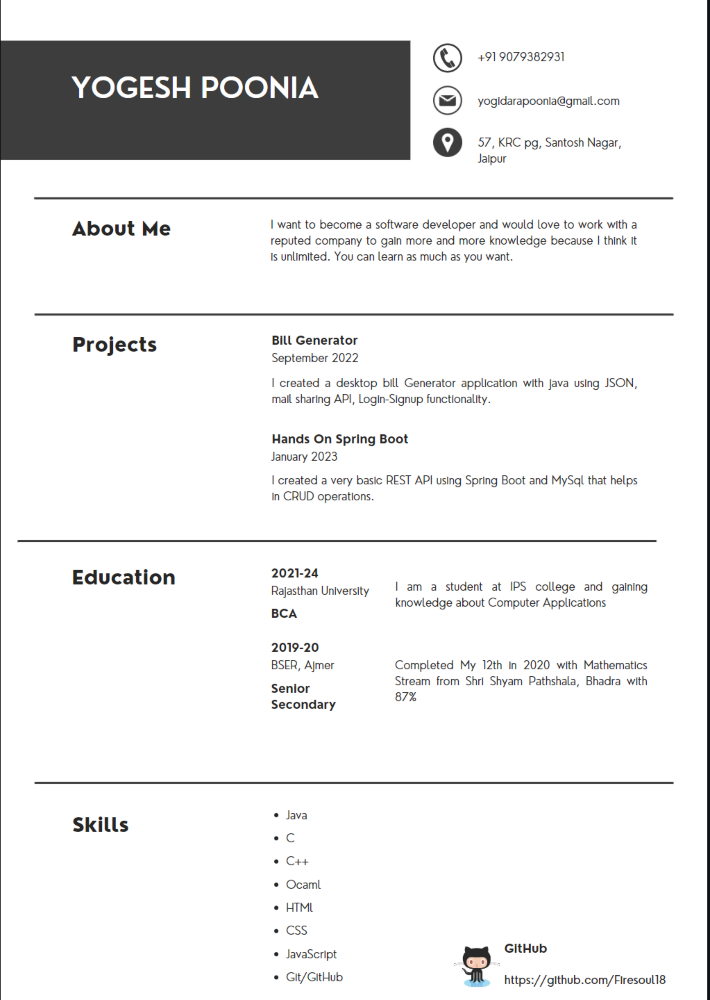 YOGESH POONIA
+91 9079382931
yogidarapoonia@gmail.com
57, KRC pg, Santosh Nagar,
Jaipur
About Me
I want to become a software developer and would love to work with a
reputed company to gain more and more knowledge because I think it
is unlimited. You can learn as much as you want.
Projects
Bill Generator
September 2022
I created a desktop bill Generator application with java using JSON,
mail sharing API, Login-Signup functionality.
Hands On Spring Boot
January 2023
I created a very basic REST API using Spring Boot and MySql that helps
in CRUD operations.
Education
2021-24
Rajasthan University
BCA
I am a student at IPS college and gaining
knowledge about Computer Applications
2019-20
BSER, Ajmer
Senior
Secondary
Completed My 12th in 2020 with Mathematics
Stream from Shri Shyam Pathshala, Bhadra with
87%
Skills
• Java
• C
• C++
• Ocaml
• HTMl
• CSS
• JavaScript
• Git/GitHub
GitHub
https://github.com/Firesoul18